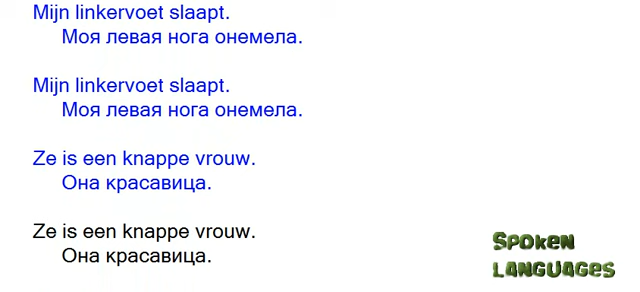 Mijn linkervoet slaapt.
Моя левая нога онемела.
Mijn linkervoet slaapt.
Моя левая нога онемела.
Ze is een knappe vrouw.
Она красавица.
Ze is een knappe vrouw.
Она красавица.
Spoken
Languages